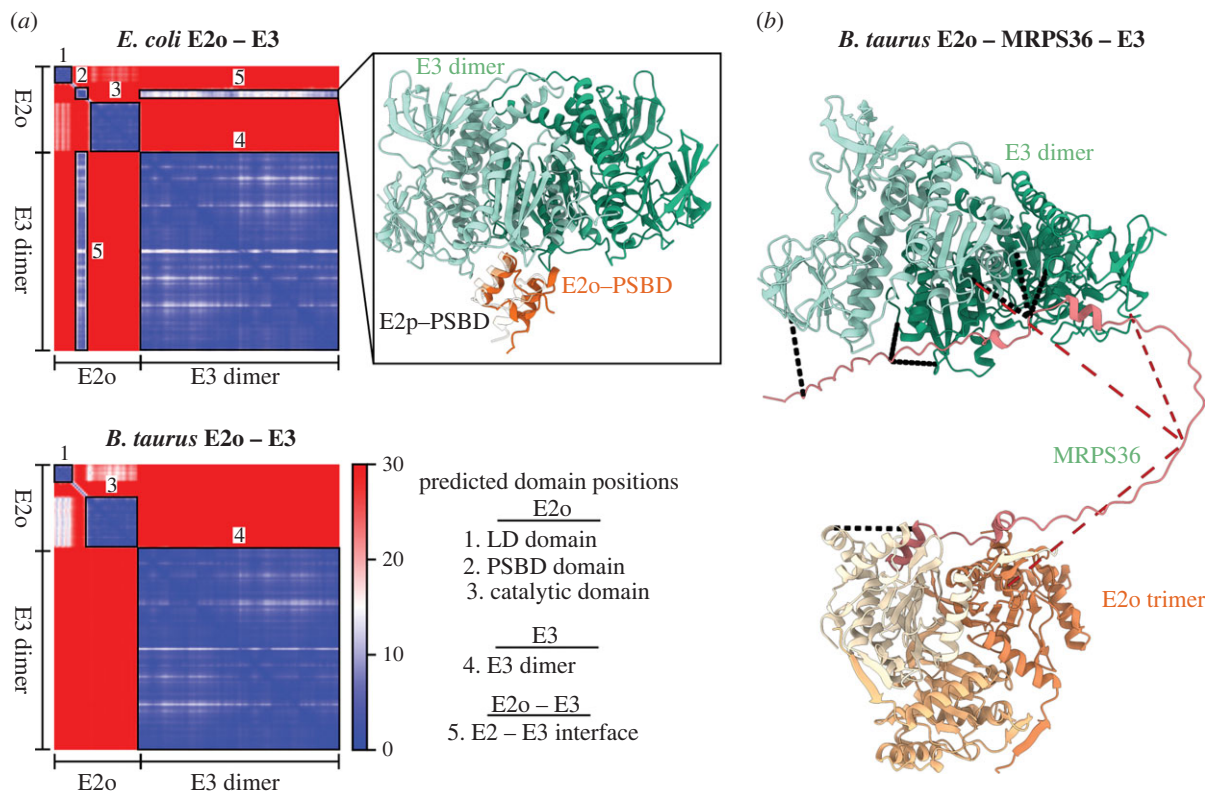 (a)
E. coli E2o – E3
1
2
3
5
4
5
E2o
E3 dimer
E2o
E3 dimer
E3 dimer
E2o–PSBD
E2p–PSBD
B. taurus E2o – E3
1
3
4
E2o
E3 dimer
E2o
E3 dimer
30
20
10
0
predicted domain positions
E2o
1. LD domain
2. PSBD domain
3. catalytic domain
E3
4. E3 dimer
E2o – E3
5. E2 – E3 interface
(b)
B. taurus E2o – MRPS36 – E3
E3 dimer
MRPS36
E2o trimer